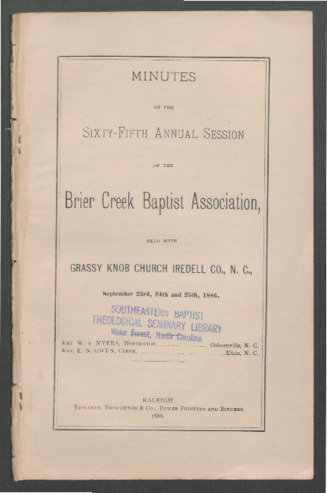 MINUTES
OF THE
SIXTY-FIFTH ANNUAL SESSION
OF THE
Brier Creek Baptist Association,
HELD WITH
GRASSY KNOB CHURCH IREDELL CO., N. C.,
September 23rd, 24th and 25th, 1886.
SOUTHEASTERN BAPTIST
THEOLOGICAL SEMINARY LIBRARY
Wake Forest, North Carolina
REV. W. A. MYERS, MODERATOR ............ Osbornville, N. C.
REV. E. N. GWYN, CLERK, ............ Elkin, N. C.
RALEIGH:
EDWARDS, BROUGHTON & CO., POWER PRINTERS AND BINDERS.
1886.